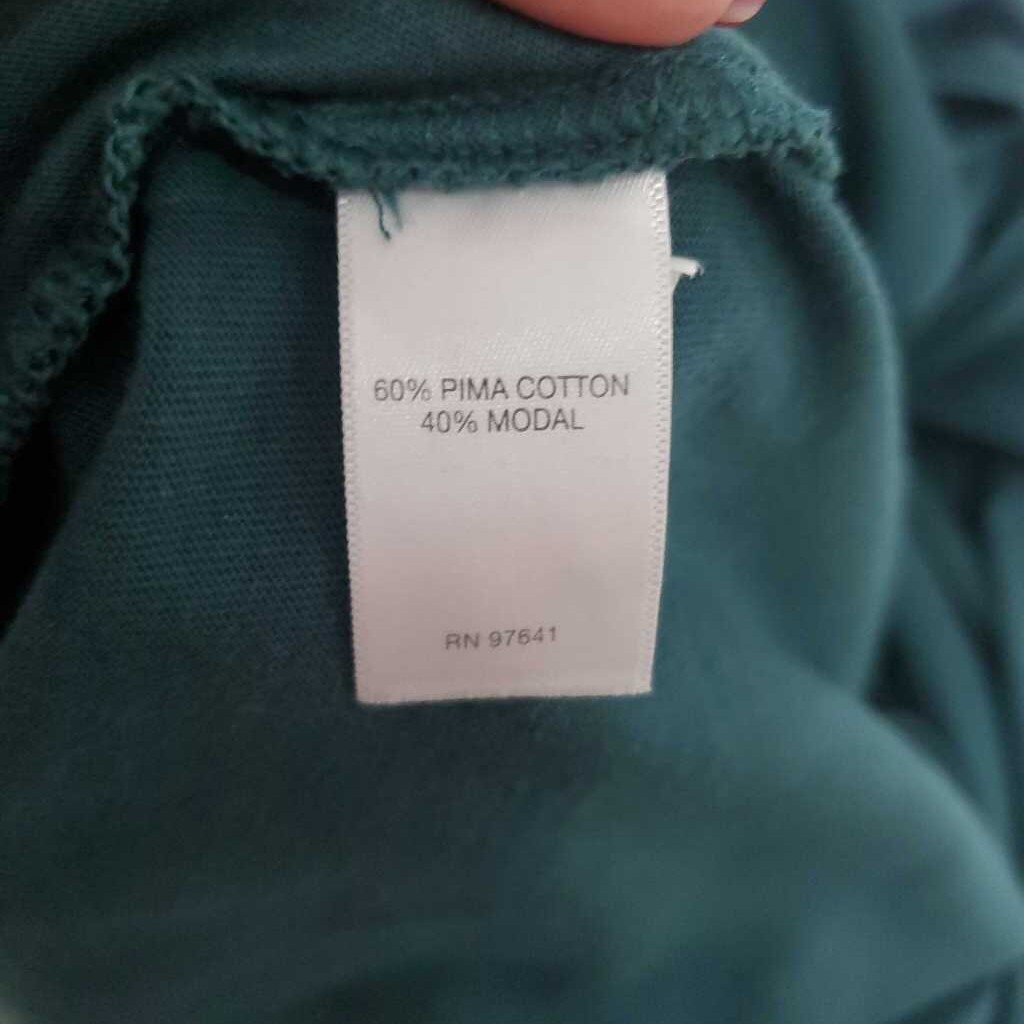 60% PIMA COTTON
40% MODAL
RN 97641